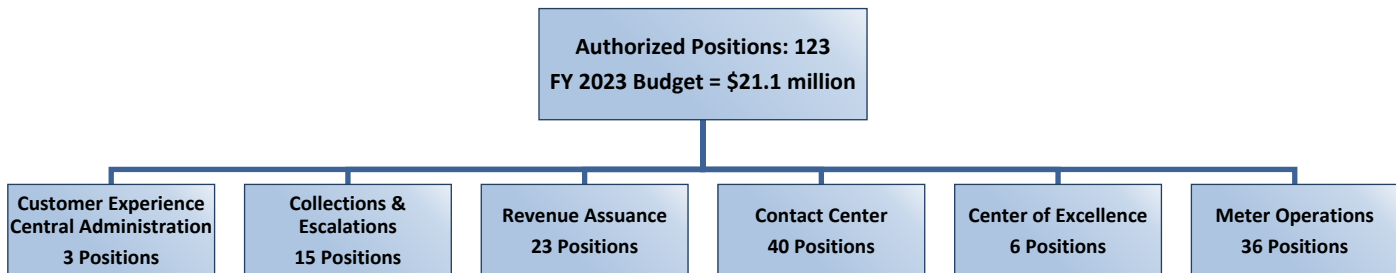 Authorized Positions: 123
FY 2023 Budget = $21.1 million
Customer Experience
Central Administration
3 Positions
Collections &
Escalations
15 Positions
Revenue Assuance
23 Positions
Contact Center
40 Positions
Center of Excellence
6 Positions
Meter Operations
36 Positions